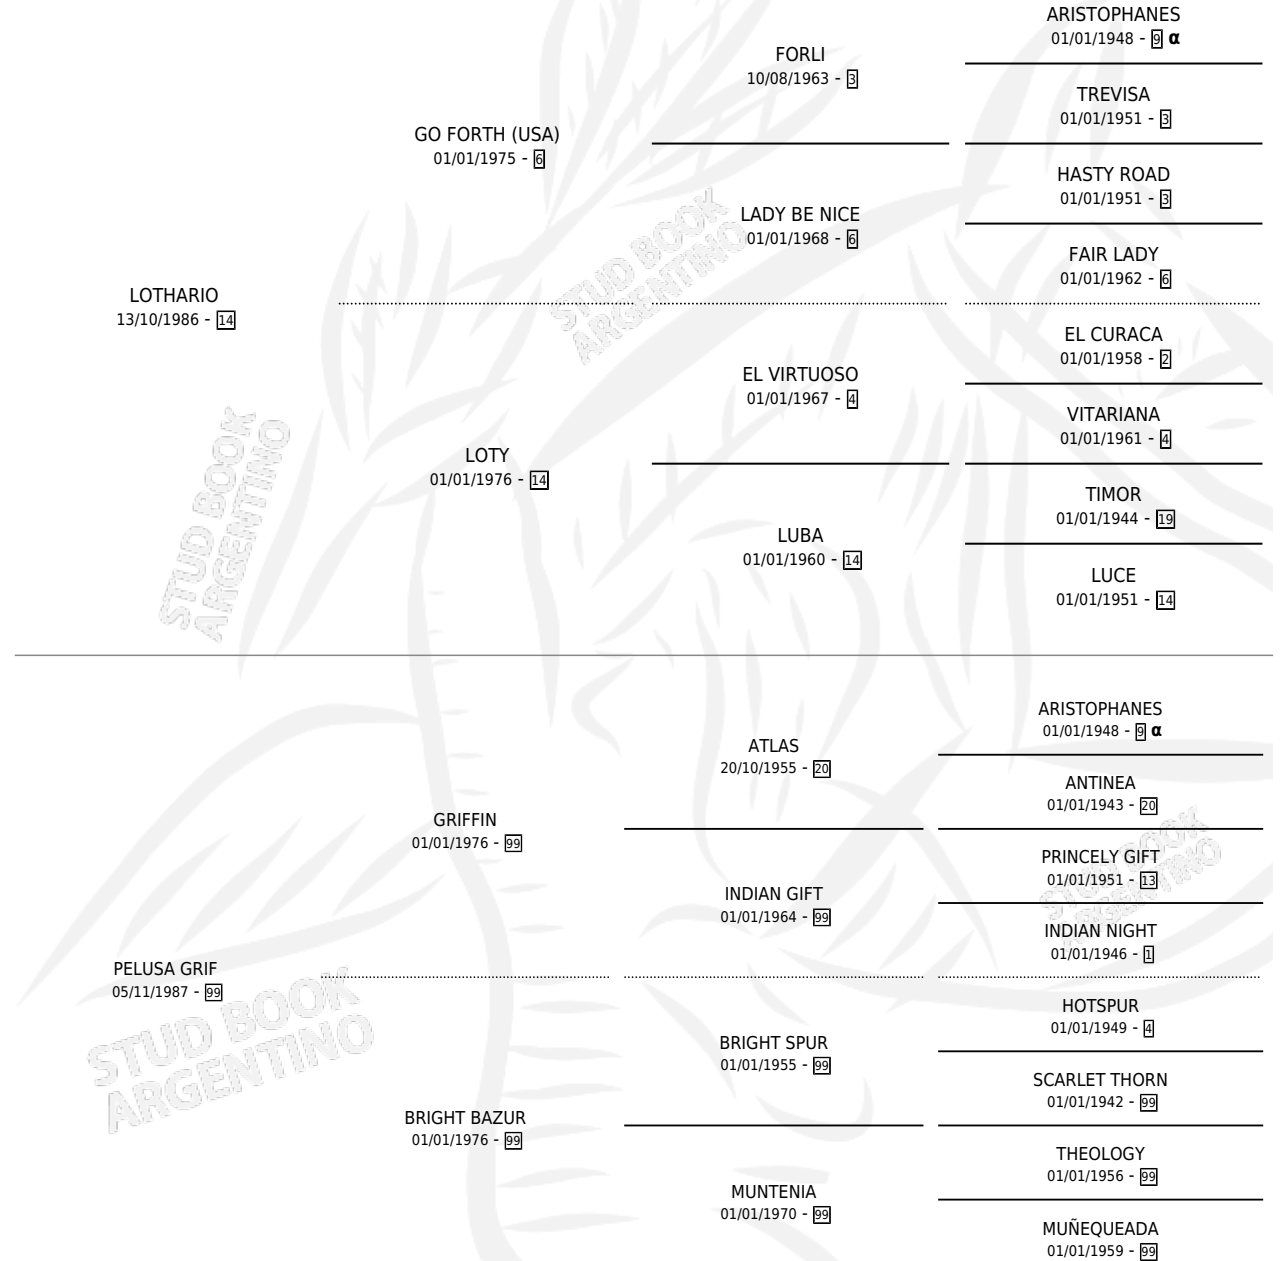 ARISTOPHANES
01/01/1948 - 9 α
FORLI
10/08/1963 - 3
TREVISA
01/01/1951 - 3
GO FORTH (USA)
01/01/1975 - 6
HASTY ROAD
01/01/1951 - 3
LADY BE NICE
01/01/1968 - 6
FAIR LADY
01/01/1962 - 6
LOTHARIO
13/10/1986 - 14
EL CURACA
01/01/1958 - 2
EL VIRTUOSO
01/01/1967 - 4
VITARIANA
01/01/1961 - 4
LOTY
01/01/1976 - 14
TIMOR
01/01/1944 - 19
LUBA
01/01/1960 - 14
LUCE
01/01/1951 - 14
STUD BOOK
ARGENTINO
STUD BOOK
ARGENTINO
ARISTOPHANES
01/01/1948 - 9 α
ATLAS
20/10/1955 - 20
ANTINEA
01/01/1943 - 20
GRIFFIN
01/01/1976 - 99
PRINCELY GIFT
01/01/1951 - 13
INDIAN GIFT
01/01/1964 - 99
INDIAN NIGHT
01/01/1946 - 1
PELUSA GRIF
05/11/1987 - 99
HOTSPUR
01/01/1949 - 4
BRIGHT SPUR
01/01/1955 - 99
SCARLET THORN
01/01/1942 - 99
BRIGHT BAZUR
01/01/1976 - 99
THEOLOGY
01/01/1956 - 99
MUNTENIA
01/01/1970 - 99
MUÑEQUEADA
01/01/1959 - 99
STUD BOOK
ARGENTINO
STUD BOOK
ARGENTINO